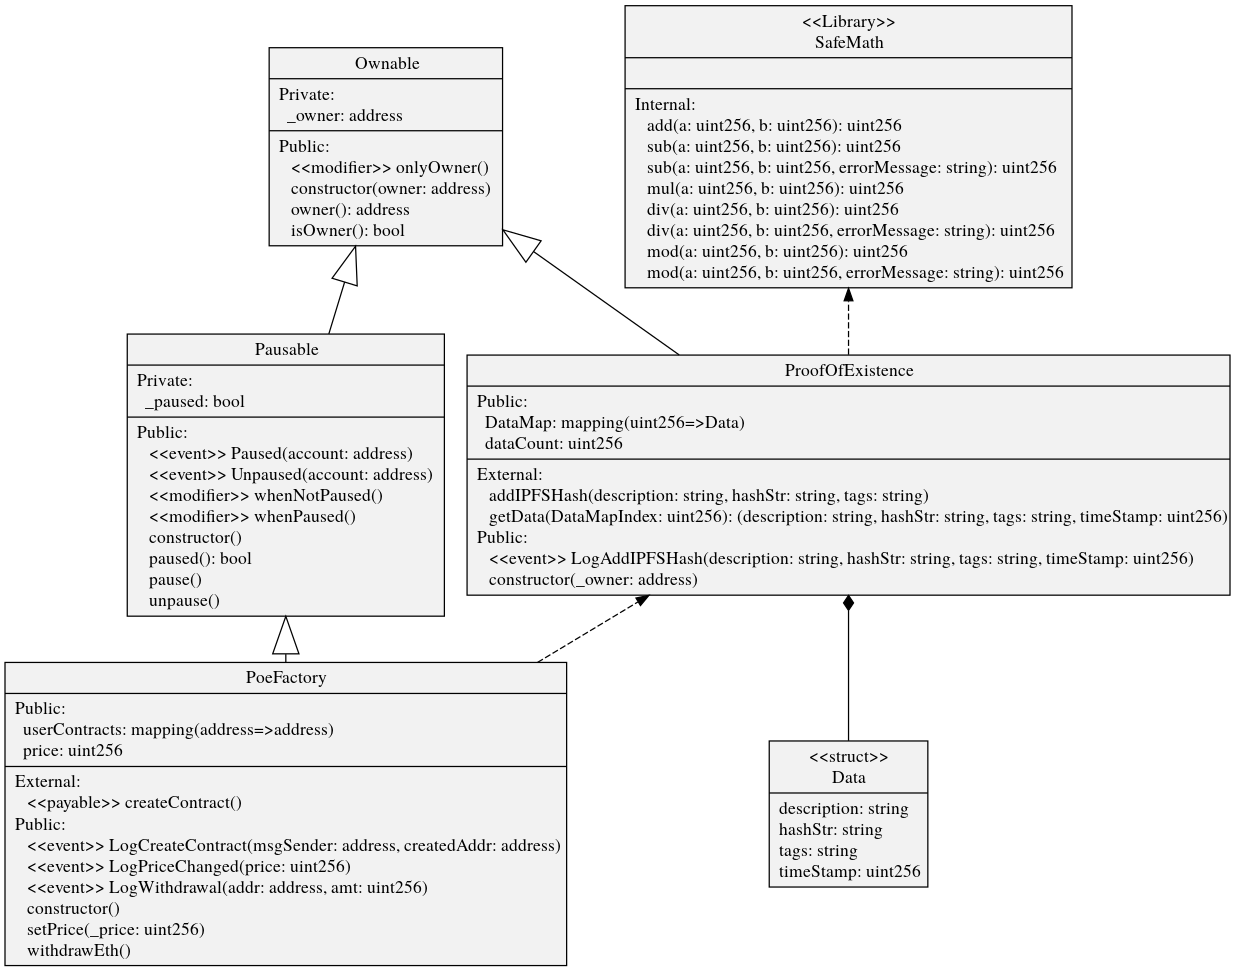 <<Library>>
SafeMath
Internal:
add(a: uint256, b: uint256): uint256
sub(a: uint256, b: uint256): uint256
sub(a: uint256, b: uint256, errorMessage: string): uint256
mul(a: uint256, b: uint256): uint256
div(a: uint256, b: uint256): uint256
div(a: uint256, b: uint256, errorMessage: string): uint256
mod(a: uint256, b: uint256): uint256
mod(a: uint256, b: uint256, errorMessage: string): uint256
Ownable
Private:
_owner: address
Public:
<<modifier>> onlyOwner()
constructor(owner: address)
owner(): address
isOwner(): bool
Pausable
Private:
_paused: bool
Public:
<<event>> Paused(account: address)
<<event>> Unpaused(account: address)
<<modifier>> whenNotPaused()
<<modifier>> whenPaused()
constructor()
paused(): bool
pause()
unpause()
ProofOfExistence
Public:
DataMap: mapping(uint256=>Data)
dataCount: uint256
External:
addIPFSHash(description: string, hashStr: string, tags: string)
getData(DataMapIndex: uint256): (description: string, hashStr: string, tags: string, timeStamp: uint256)
Public:
<<event>> LogAddIPFSHash(description: string, hashStr: string, tags: string, timeStamp: uint256)
constructor(_owner: address)
PoeFactory
Public:
userContracts: mapping(address=>address)
price: uint256
External:
<<payable>> createContract()
Public:
<<event>> LogCreateContract(msgSender: address, createdAddr: address)
<<event>> LogPriceChanged(price: uint256)
<<event>> LogWithdrawal(addr: address, amt: uint256)
constructor()
setPrice(_price: uint256)
withdrawEth()
<<struct>>
Data
description: string
hashStr: string
tags: string
timeStamp: uint256